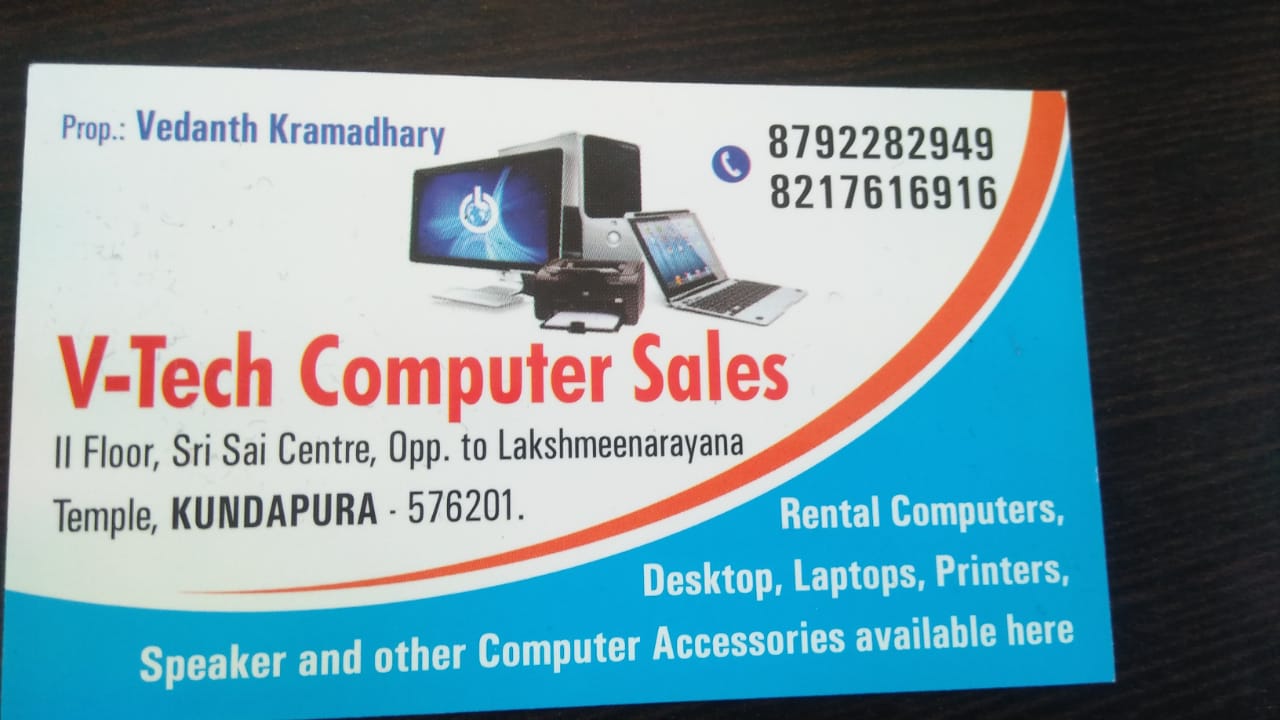 Prop.: Vedanth Kramadhary
8792282949
8217616916
V-Tech Computer Sales
II Floor, Sri Sai Centre, Opp. to Lakshmeenarayana
Temple, KUNDAPURA - 576201.
Rental Computers,
Desktop, Laptops, Printers,
Speaker and other Computer Accessories available here